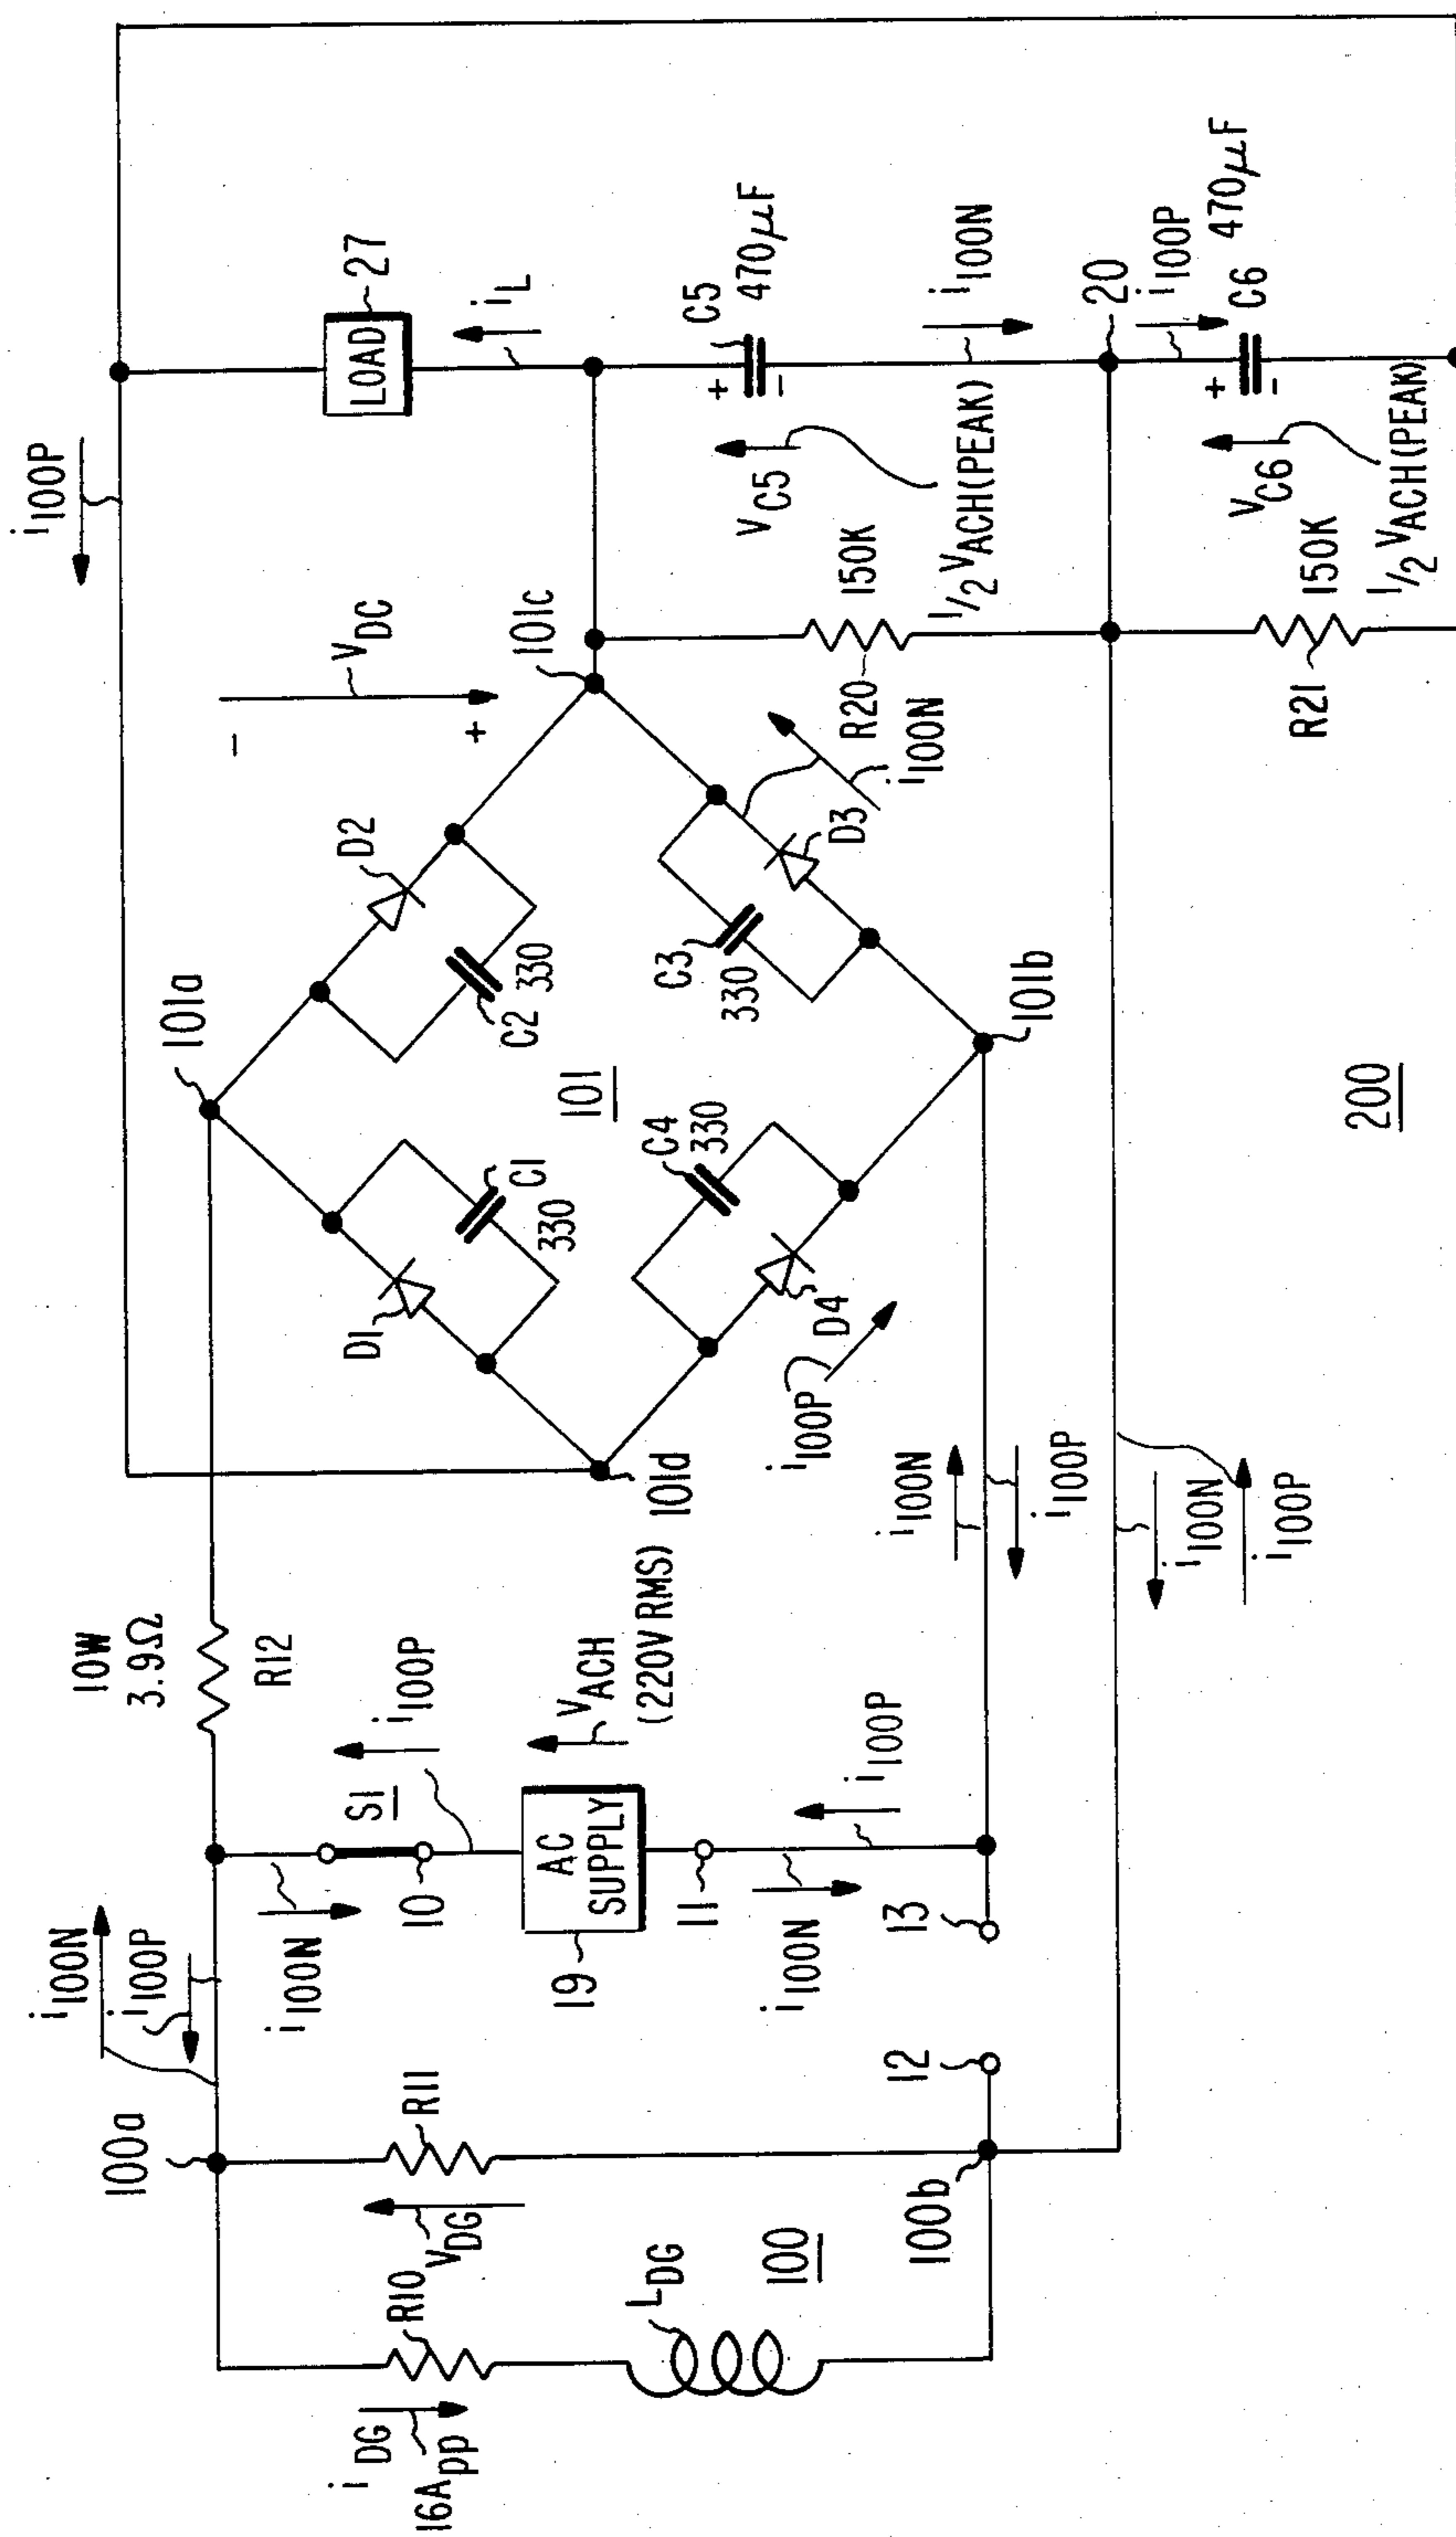 i100P
LOAD
27
iL
C5
470µF
+
-
VC5
1/2 VACH(PEAK)
i100N
20
i100P
C6
470µF
+
-
VC6
1/2 VACH(PEAK)
-
VDC
+
101c
150K
R20
i100N
150K
R21
101a
D2
C2
330
D3
C3
330
101
101b
C1
330
D1
C4
330
D4
i100P
101d
200
i100N
i100P
i100N
i100P
10W
3.9Ω
R12
i100P
S1
VACH
(220V RMS)
i100P
10
AC
SUPPLY
11
13
i100N
19
i100N
i100N
i100P
100a
R11
12
VDG
100b
R10
LDG
100
iDG
16App